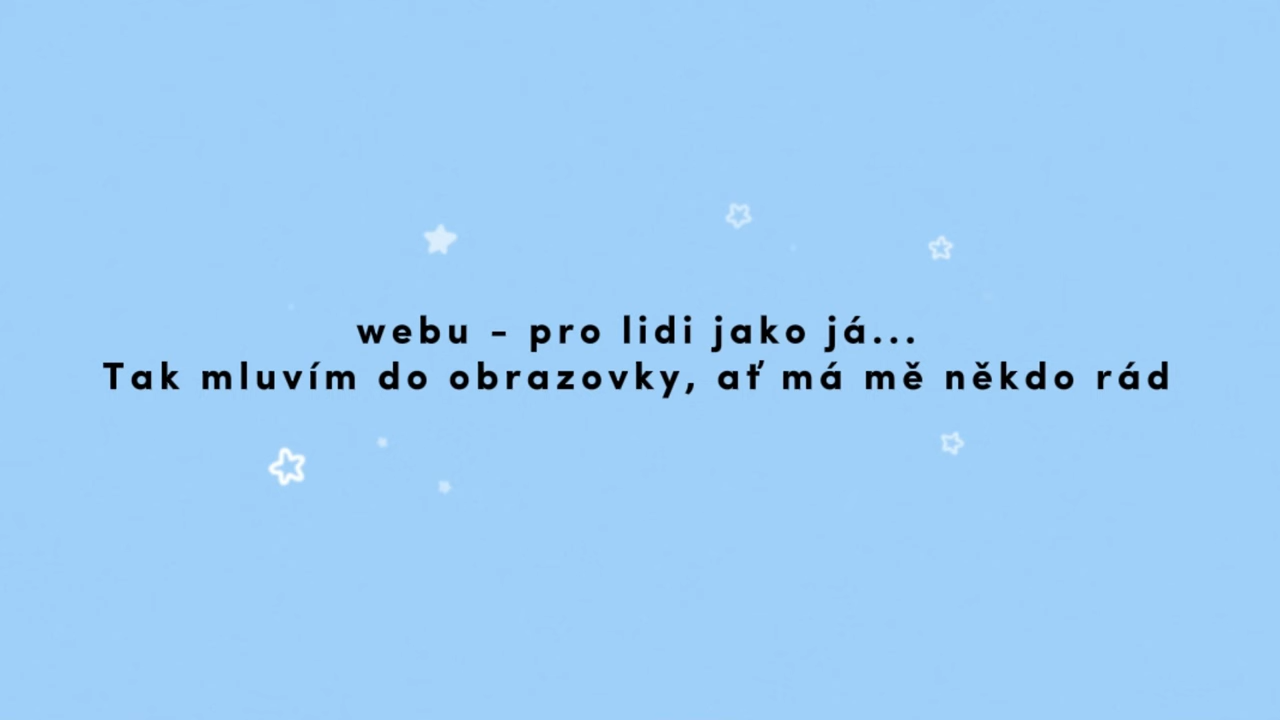 webu - pro lidi jako já...
Tak mluvím do obrazovky, ať má mě někdo rád